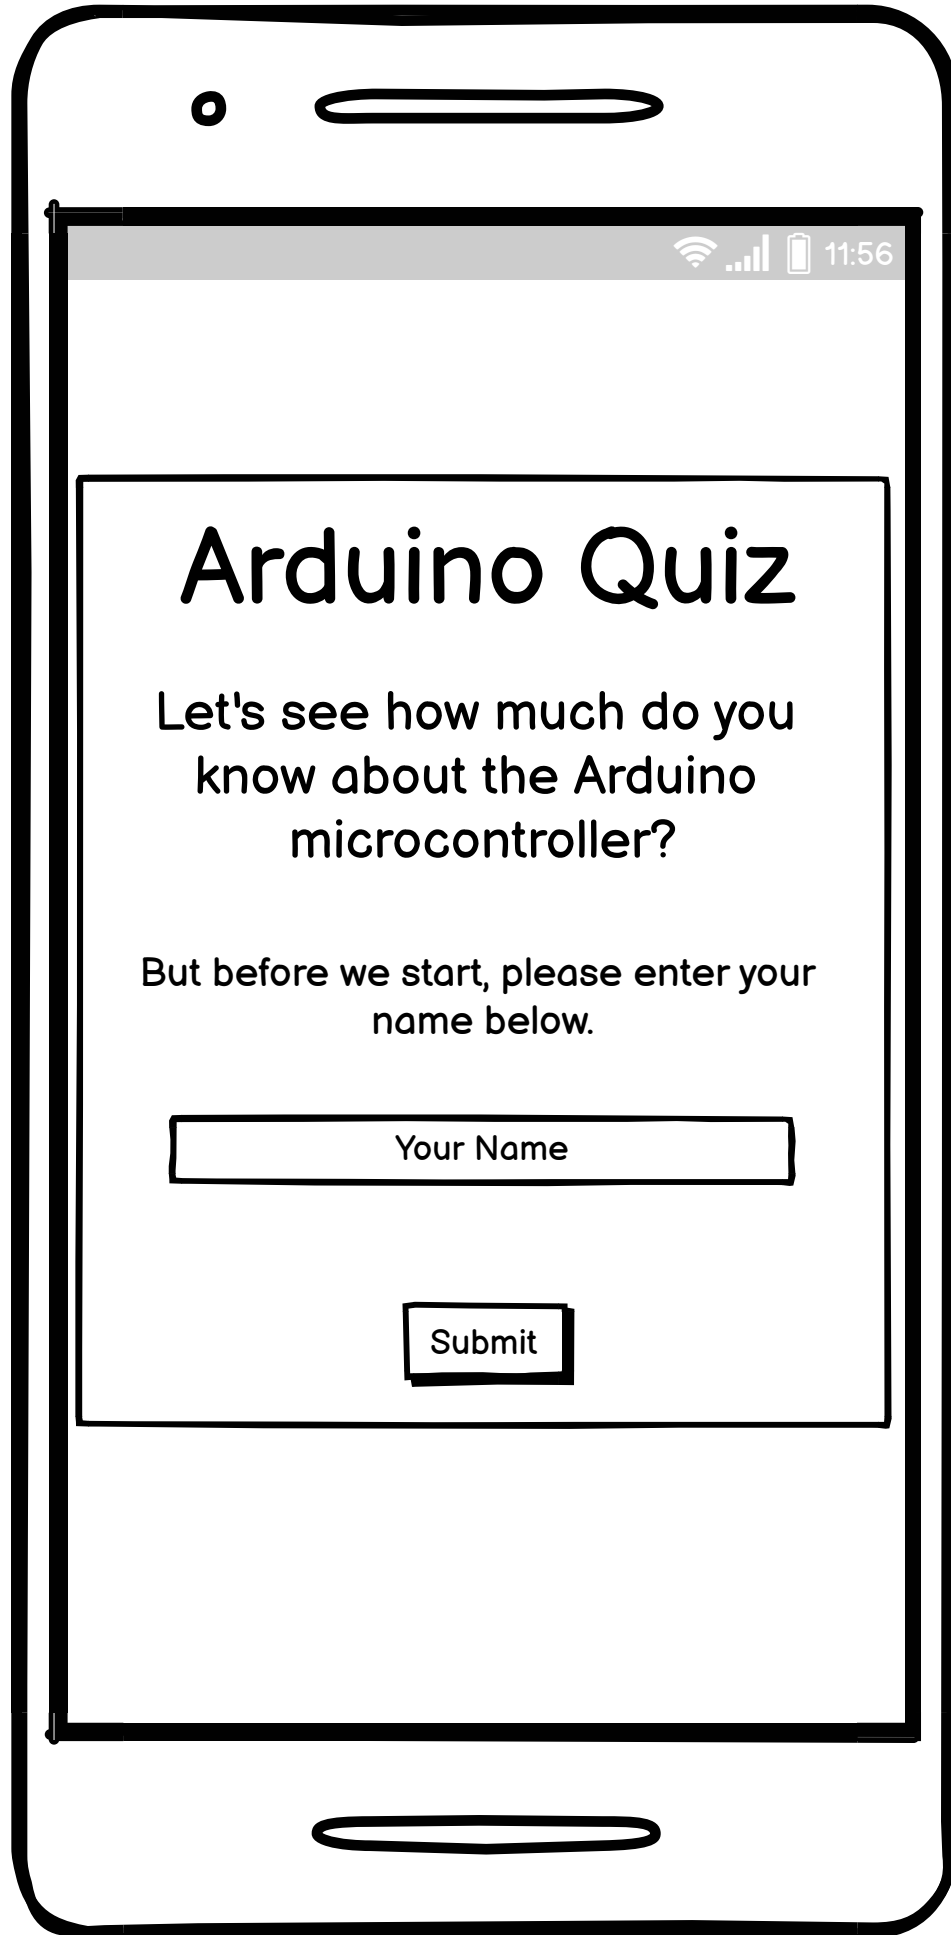 11:56
Arduino Quiz
Let's see how much do you
know about the Arduino
microcontroller?
But before we start, please enter your
name below.
Your Name
Submit